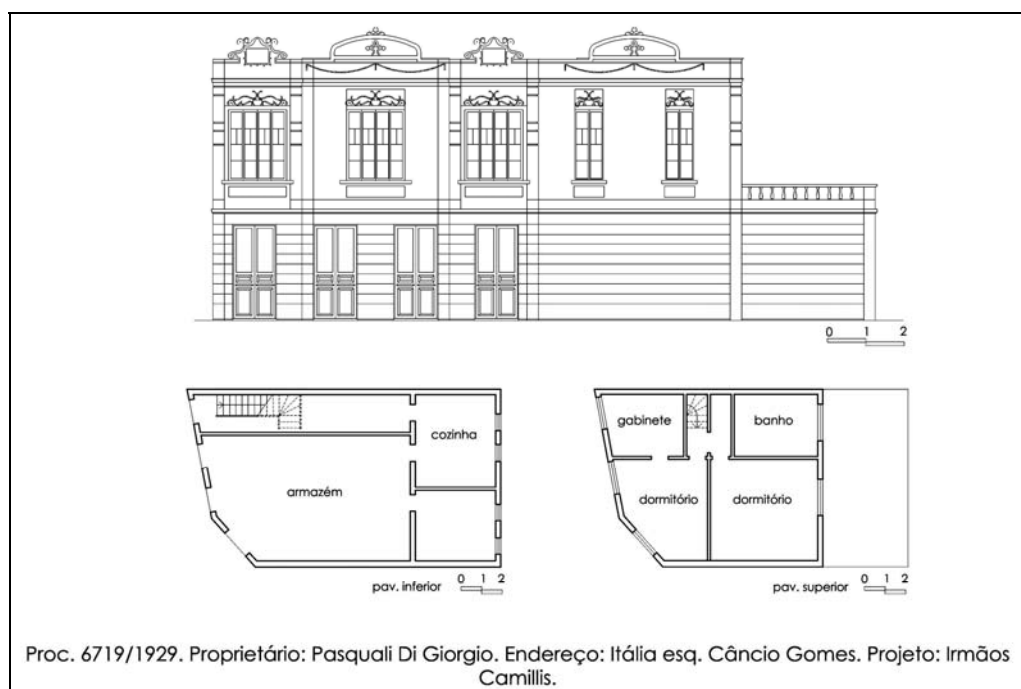 0 1 2
gabinete
banho
cozinha
armazém
dormitório
dormitório
pav. inferior
0 1 2
pav. superior
0 1 2
Proc. 6719/1929. Proprietário: Pasquali Di Giorgio. Endereço: Itália esq. Câncio Gomes. Projeto: Irmãos
Camillis.